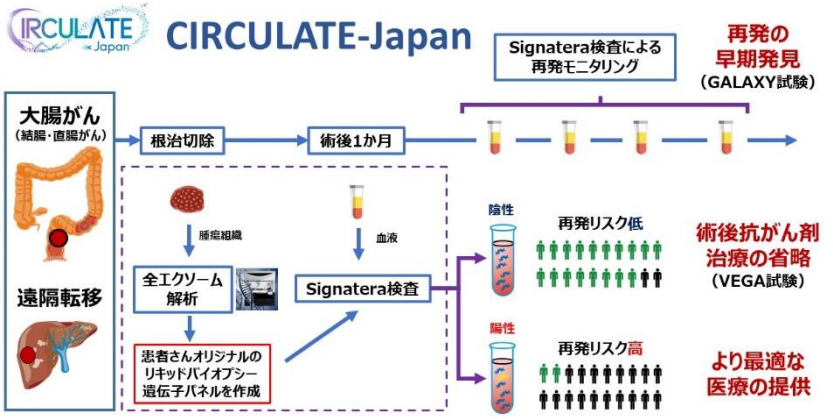 CIRCULATE
Japan
CIRCULATE-Japan
Signatera検査による
再発モニタリング
再発の
早期発見
（GALAXY試験）
大腸がん
（結腸・直腸がん）
根治切除
術後1か月
腫瘍組織
血液
全エクソーム
解析
Signatera検査
患者さんオリジナルの
リキッドバイオプシー
遺伝子パネルを作成
遠隔転移
陰性
再発リスク低
術後抗がん剤
治療の省略
（VEGA試験）
陽性
再発リスク高
より最適な
医療の提供